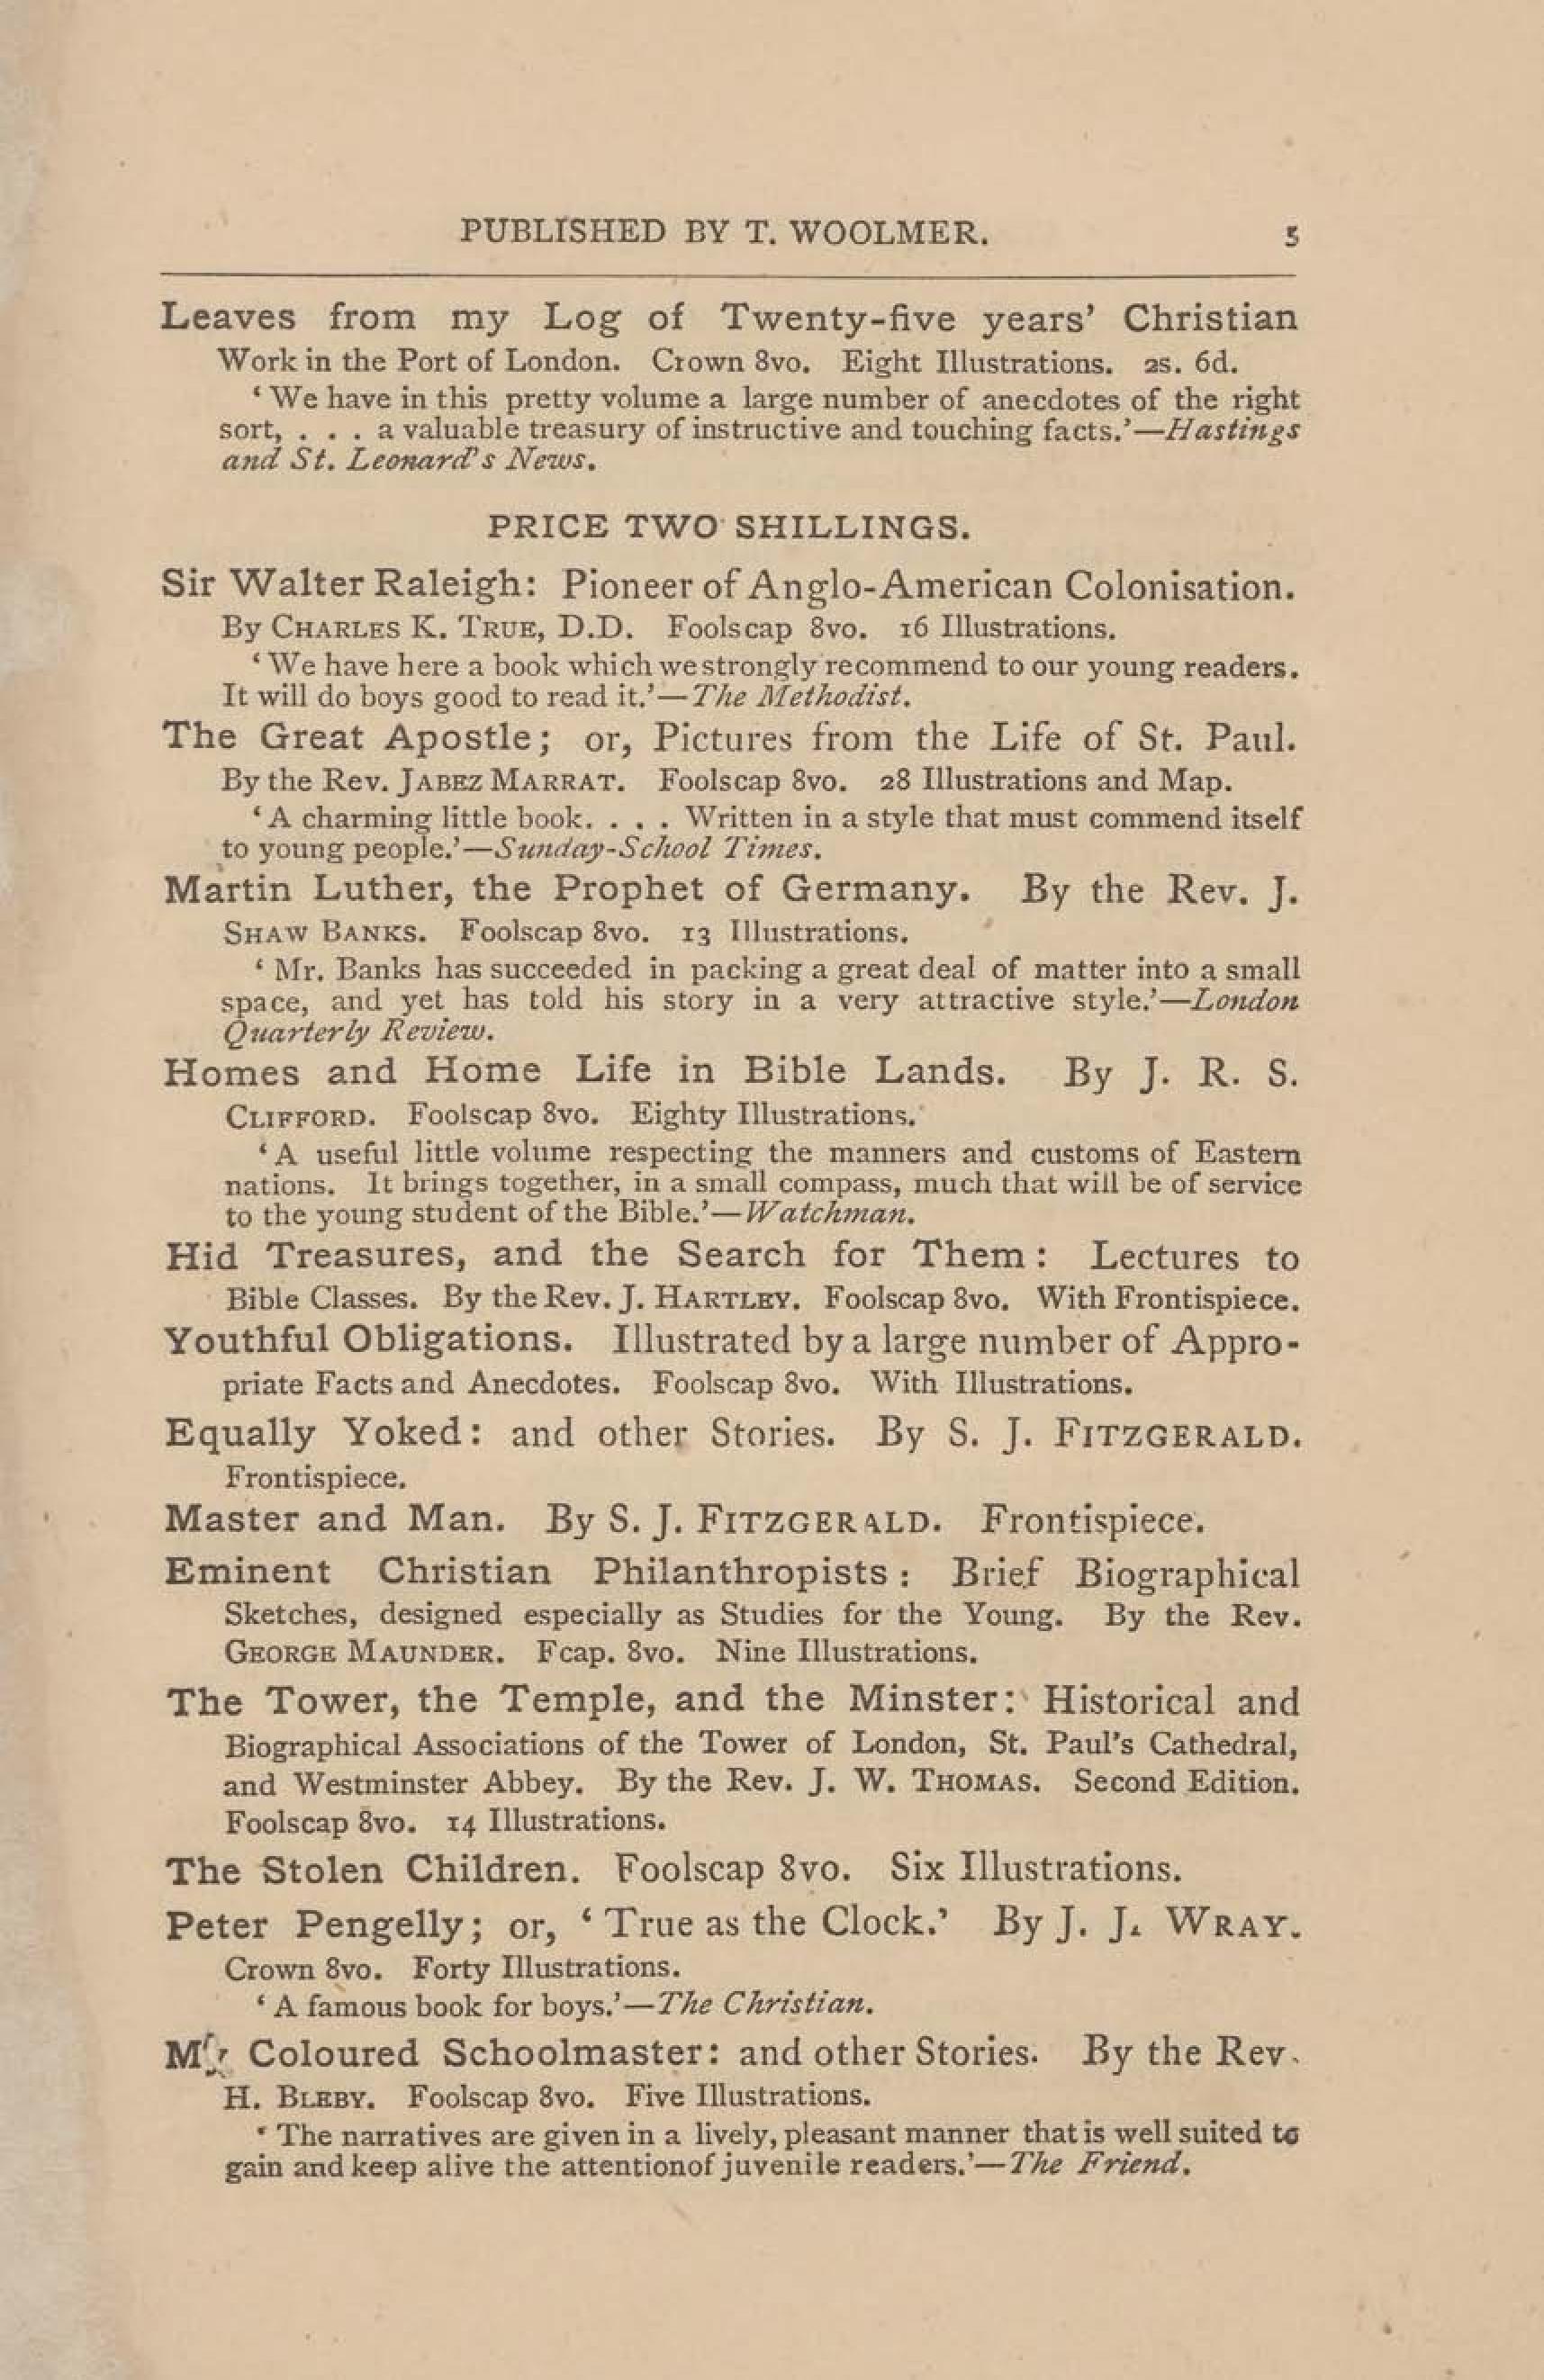 PUBLISHED BY T. WOOLMER. 5
Leaves from my Log of Twenty-five years’ Christian
Work in the Port of London. Crown 8vo. Eight Illustrations. 2s. 6d.
‘We have in this pretty volume a large number of anecdotes of the right
sort, . . . a valuable treasury of instructive and touching facts.’—Hastings
and St. Leonard’s News.
PRICE TWO SHILLINGS.
Sir Walter Raleigh: Pioneer of Anglo-American Colonisation.
By CHARLES K. TRUE, D.D. Foolscap 8vo. 16 Illustrations.
‘We have here a book which we strongly recommend to our young readers.
It will do boys good to read it.’—The Methodist.
The Great Apostle; or, Pictures from the Life of St. Paul.
By the Rev. JABEZ MARRAT. Foolscap 8vo. 28 Illustrations and Map.
‘A charming little book. . . . Written in a style that must commend itself
to young people.’—Sunday-School Times.
Martin Luther, the Prophet of Germany. By the Rev. J.
SHAW BANKS. Foolscap 8vo. 13 Illustrations.
‘Mr. Banks has succeeded in packing a great deal of matter into a small
space, and yet has told his story in a very attractive style.’—London
Quarterly Review.
Homes and Home Life in Bible Lands. By J. R. S.
CLIFFORD. Foolscap 8vo. Eighty Illustrations.
‘A useful little volume respecting the manners and customs of Eastern
nations. It brings together, in a small compass, much that will be of service
to the young student of the Bible.’—Watchman.
Hid Treasures, and the Search for Them: Lectures to
Bible Classes. By the Rev. J. HARTLEY. Foolscap 8vo. With Frontispiece.
Youthful Obligations. Illustrated by a large number of Appro-
priate Facts and Anecdotes. Foolscap 8vo. With Illustrations.
Equally Yoked: and other Stories. By S. J. FITZGERALD.
Frontispiece.
Master and Man. By S. J. FITZGERALD. Frontispiece.
Eminent Christian Philanthropists: Brief Biographical
Sketches, designed especially as Studies for the Young. By the Rev.
GEORGE MAUNDER. Fcap. 8vo. Nine Illustrations.
The Tower, the Temple, and the Minster: Historical and
Biographical Associations of the Tower of London, St. Paul’s Cathedral,
and Westminster Abbey. By the Rev. J. W. THOMAS. Second Edition.
Foolscap 8vo. 14 Illustrations.
The Stolen Children. Foolscap 8vo. Six Illustrations.
Peter Pengelly; or, ‘True as the Clock.’ By J. J. WRAY.
Crown 8vo. Forty Illustrations.
‘A famous book for boys.’—The Christian.
My Coloured Schoolmaster: and other Stories. By the Rev.
H. BLEBY. Foolscap 8vo. Five Illustrations.
‘The narratives are given in a lively, pleasant manner that is well suited to
gain and keep alive the attention of juvenile readers.’—The Friend.